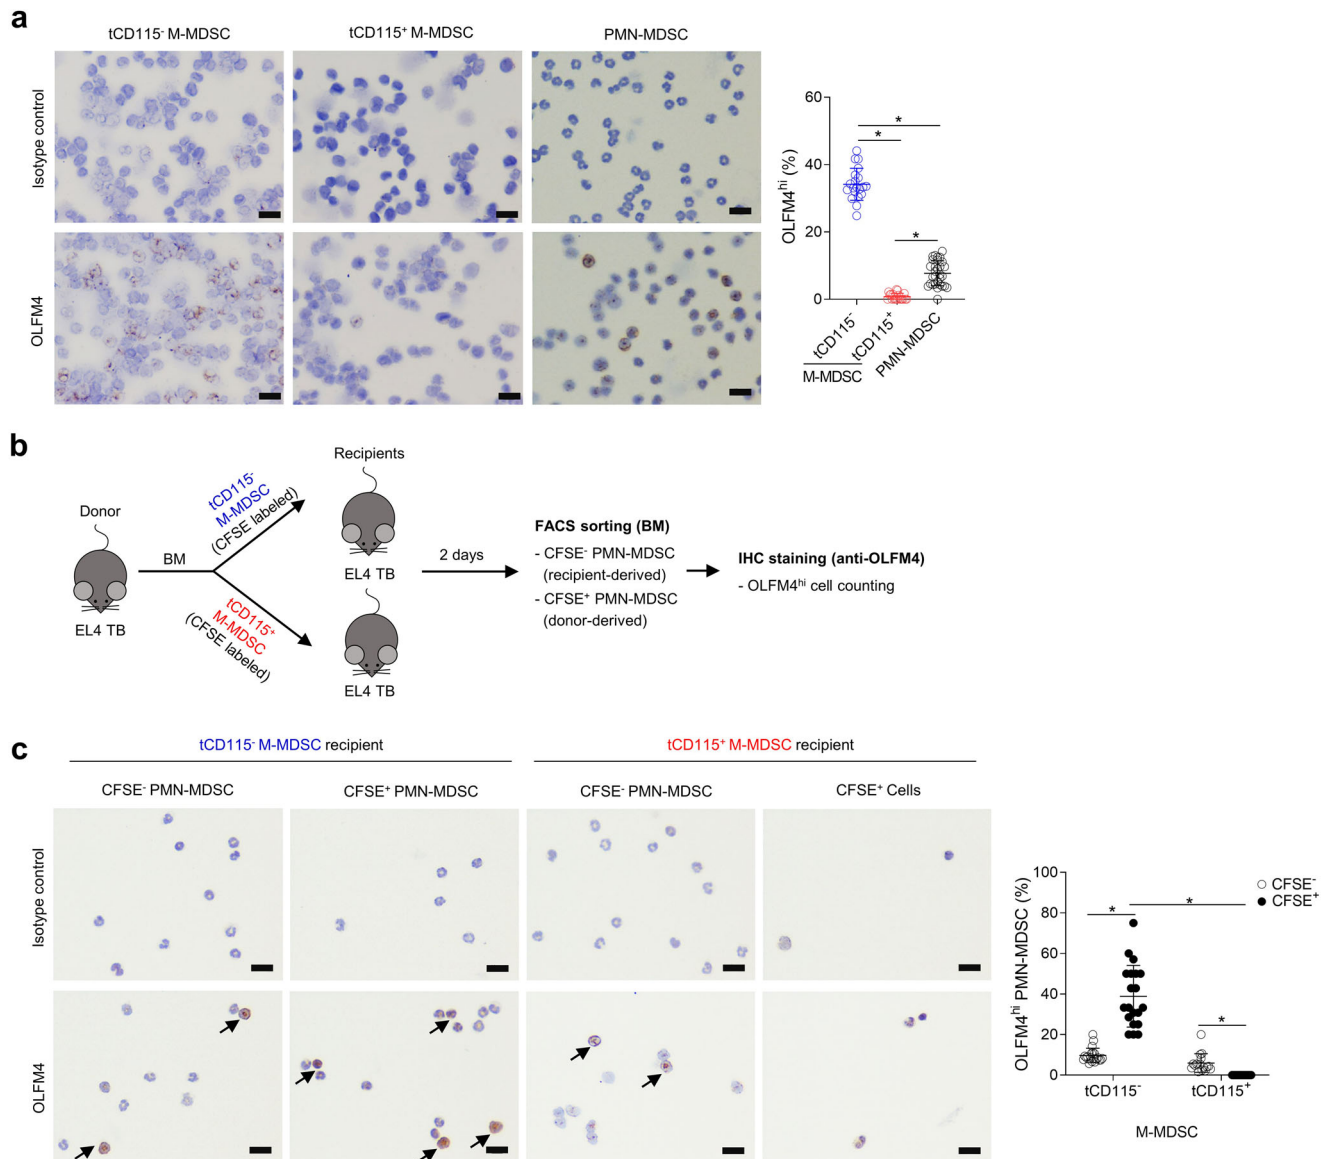 a
tCD115⁻ M-MDSC
tCD115⁺ M-MDSC
PMN-MDSC
Isotype control
OLFM4
OLFM4ʰⁱ (%)
60
40
20
0
*
*
*
tCD115⁻
tCD115⁺
PMN-MDSC
M-MDSC
b
Donor
EL4 TB
BM
tCD115⁻
M-MDSC
(CFSE labeled)
tCD115⁺
M-MDSC
(CFSE labeled)
Recipients
EL4 TB
EL4 TB
2 days
FACS sorting (BM)
- CFSE⁻ PMN-MDSC
(recipient-derived)
- CFSE⁺ PMN-MDSC
(donor-derived)
IHC staining (anti-OLFM4)
- OLFM4ʰⁱ cell counting
c
tCD115⁻ M-MDSC recipient
tCD115⁺ M-MDSC recipient
CFSE⁻ PMN-MDSC
CFSE⁺ PMN-MDSC
CFSE⁻ PMN-MDSC
CFSE⁺ Cells
Isotype control
OLFM4
OLFM4ʰⁱ PMN-MDSC (%)
100
80
60
40
20
0
*
*
*
CFSE⁻
CFSE⁺
tCD115⁻
tCD115⁺
M-MDSC